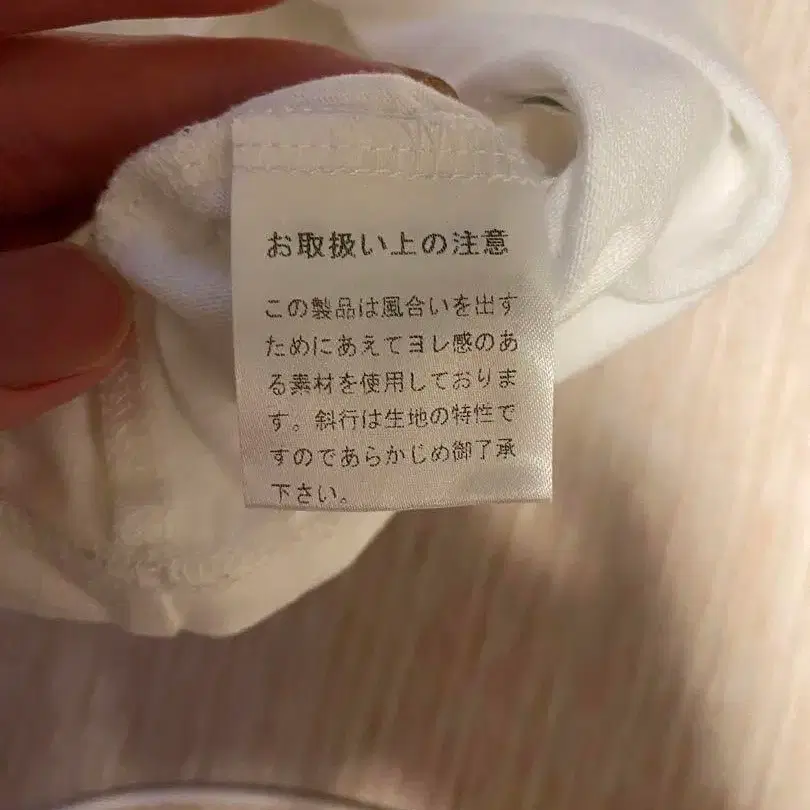 お取扱い上の注意
この製品は風合いを出す
ためにあえてヨレ感のあ
る素材を使用しておりま
す。斜行は生地の特性で
すのであらかじめ御了承
下さい。